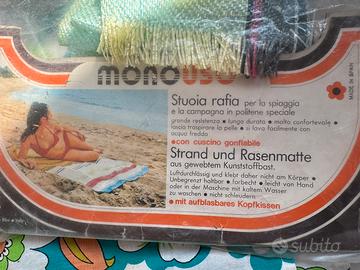 monouso
Stuoia rafia per la spiaggia
e la campagna in politene speciale
grande resistenza • lunga durata • molto confortevole •
lascia traspirare la pelle • si lava facilmente con
acqua fredda
•con cuscino gonfiabile
Strand und Rasenmatte
aus gewebtem Kunststoffbast.
Luftdurchlässig und klebt daher nicht am Körper •
Unbegrenzt haltbar • farbecht • leicht von Hand
oder in der Maschine mit kaltem Wasser
zu waschen • nicht schleudern
•mit aufblasbares Kopfkissen
MADE IN SPAIN
subito